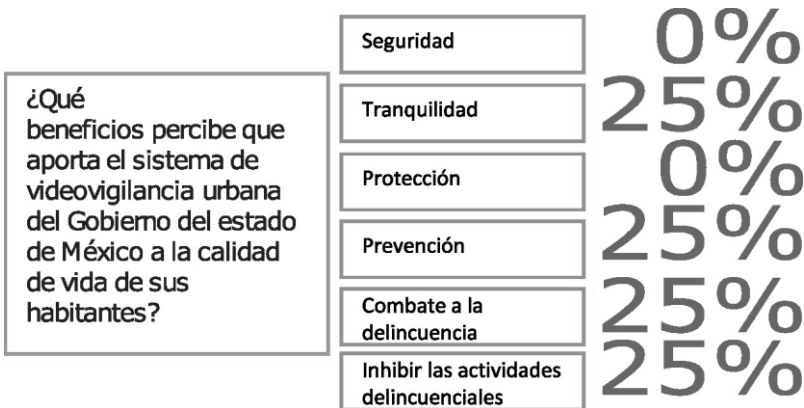 ¿Qué
beneficios percibe que
aporta el sistema de
videovigilancia urbana
del Gobierno del estado
de México a la calidad
de vida de sus
habitantes?
Seguridad
0%
Tranquilidad
25%
Protección
0%
Prevención
25%
Combate a la
delincuencia
25%
Inhibir las actividades
delincuenciales
25%